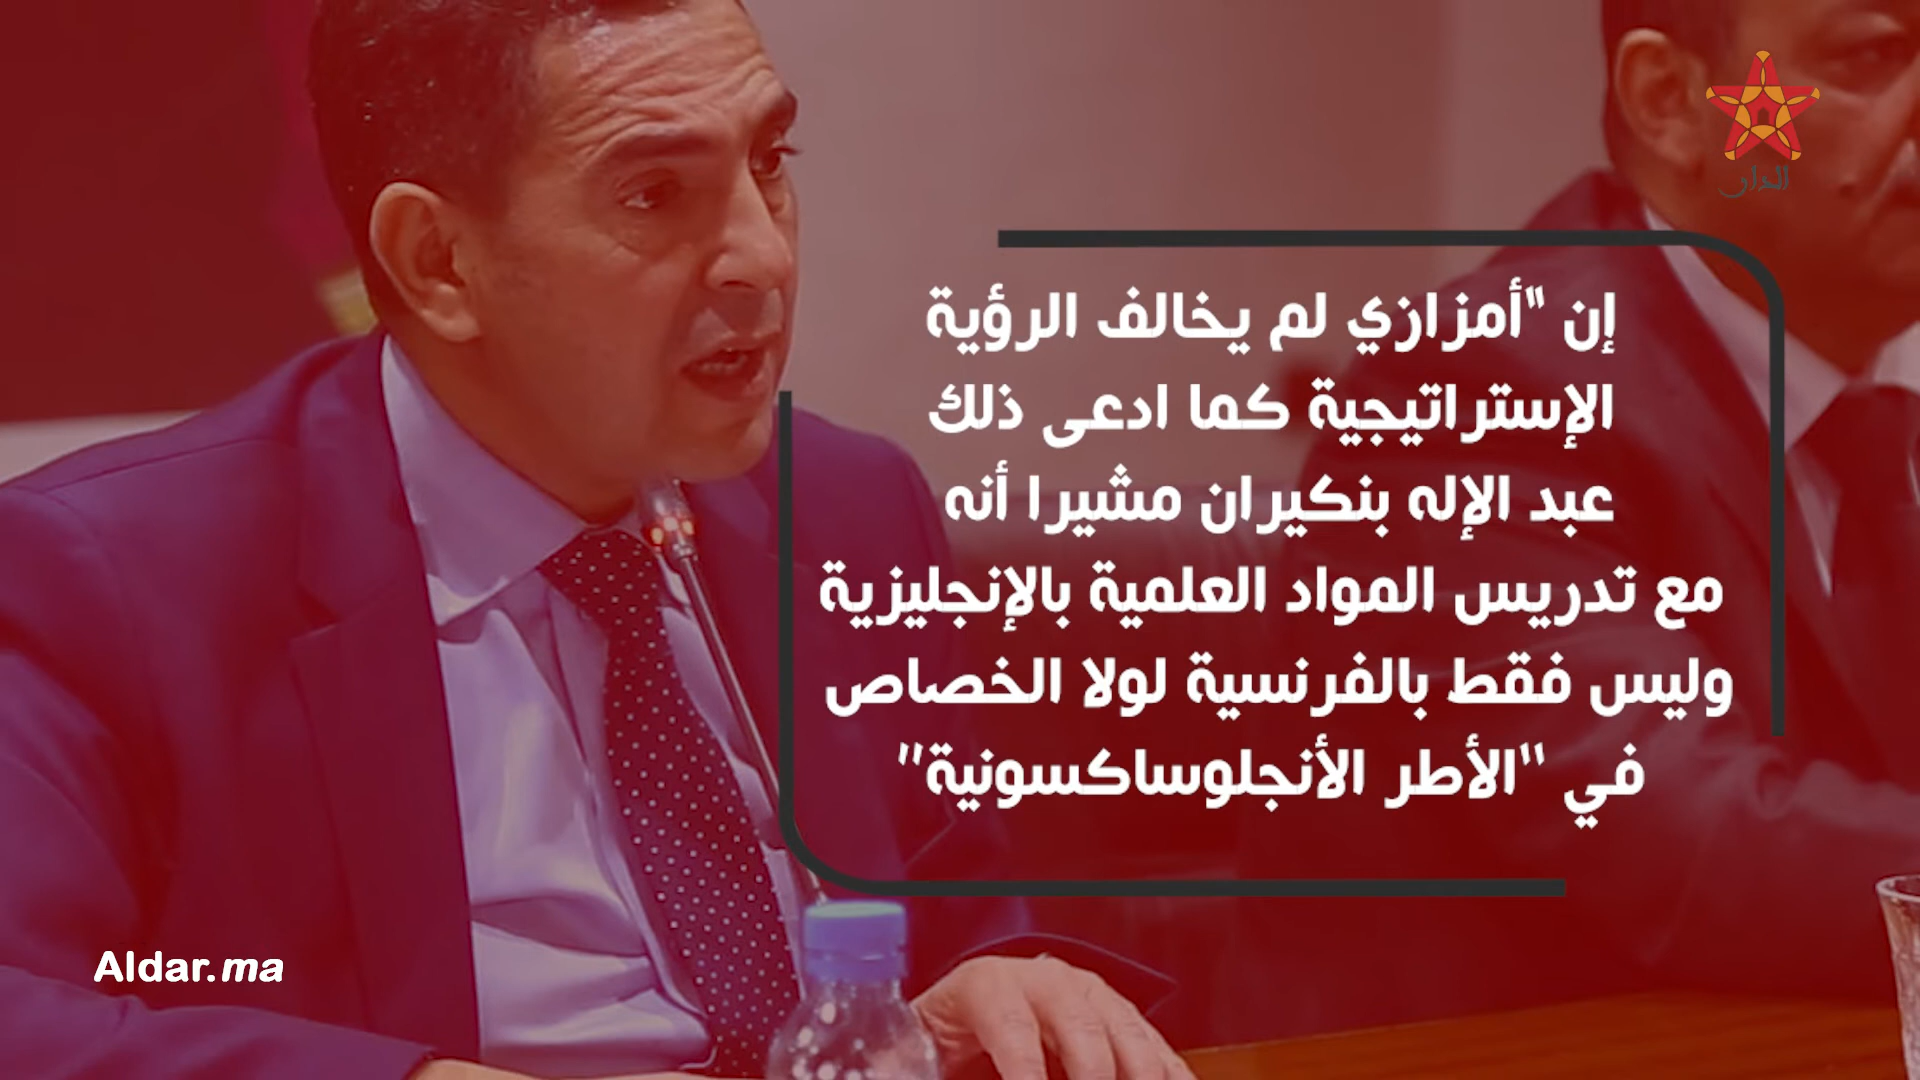 الدار
إن "أمزازي لم يخالف الرؤية
الإستراتيجية كما ادعى ذلك
عبد الإله بنكيران مشيرا أنه
مع تدريس المواد العلمية بالإنجليزية
وليس فقط بالفرنسية لولا الخصاص
في "الأطر الأنجلوساكسونية"
Aldar.ma